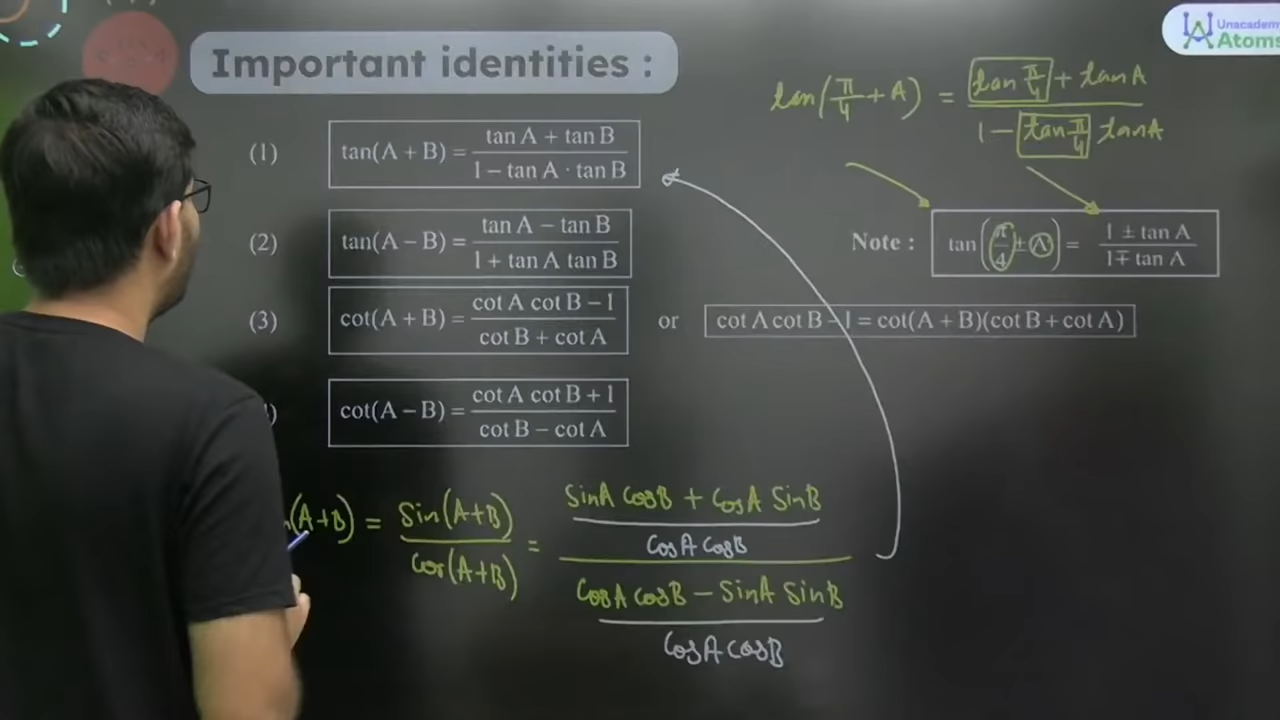 Important identities :
Unacademy
Atoms
tan(π/4 + A) = (tan π/4 + tan A)/(1 − tan π/4 tan A)
(1) tan(A + B) = (tan A + tan B)/(1 − tan A · tan B)
(2) tan(A − B) = (tan A − tan B)/(1 + tan A tan B)
Note : tan(π/4 ± A) = (1 ± tan A)/(1 ∓ tan A)
(3) cot(A + B) = (cot A cot B − 1)/(cot B + cot A) or cot A cot B − 1 = cot(A + B)(cot B + cot A)
cot(A − B) = (cot A cot B + 1)/(cot B − cot A)
(A+B) = Sin(A+B)/cos(A+B) = ((SinA cosB + cosA SinB)/(cosA cosB))/((cosA cosB − SinA SinB)/(cosA cosB))